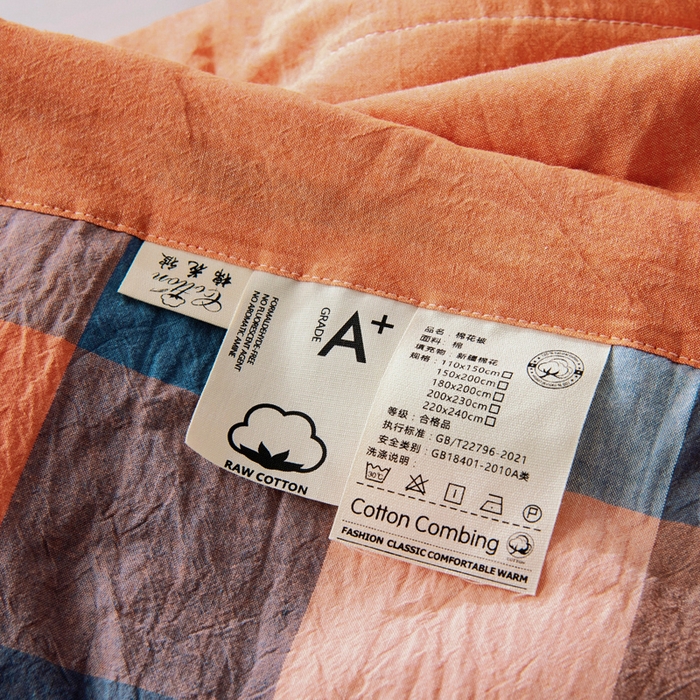 棉花被
Cotton
FORMALDEHYDE-FREE
NO FLUORESCENT AGENT
NO AROMATIC AMINE
GRADE
A+
RAW COTTON
品名：棉花被
面料：棉
填充物：新疆棉花
规格：110x150cm□
150x200cm□
180x200cm□
200x230cm□
220x240cm□
等级：合格品
执行标准：GB/T22796-2021
安全类别：GB18401-2010A类
洗涤说明：
30℃
P
Cotton Combing
FASHION CLASSIC COMFORTABLE WARM